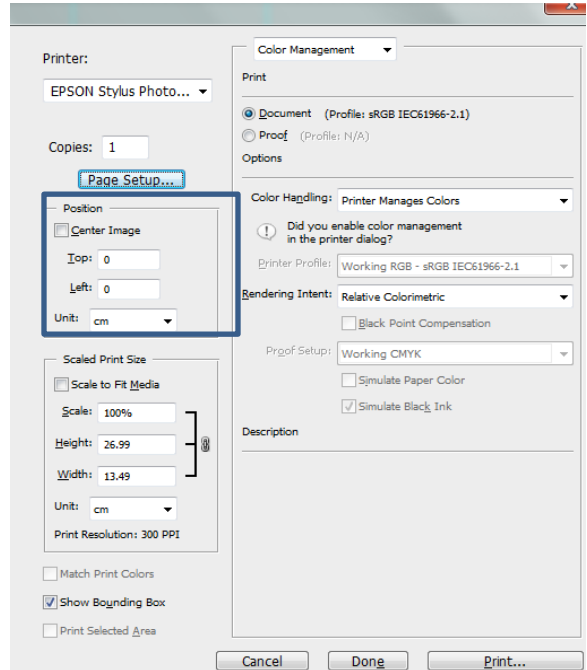 Printer:
EPSON Stylus Photo...
Copies: 1
Page Setup...
Position
Center Image
Top: 0
Left: 0
Unit: cm
Scaled Print Size
Scale to Fit Media
Scale: 100%
Height: 26.99
Width: 13.49
Unit: cm
Print Resolution: 300 PPI
Match Print Colors
Show Bounding Box
Print Selected Area
Color Management
Print
Document (Profile: sRGB IEC61966-2.1)
Proof (Profile: N/A)
Options
Color Handling: Printer Manages Colors
Did you enable color management
in the printer dialog?
Printer Profile: Working RGB - sRGB IEC61966-2.1
Rendering Intent: Relative Colorimetric
Black Point Compensation
Proof Setup: Working CMYK
Simulate Paper Color
Simulate Black Ink
Description
Cancel
Done
Print...